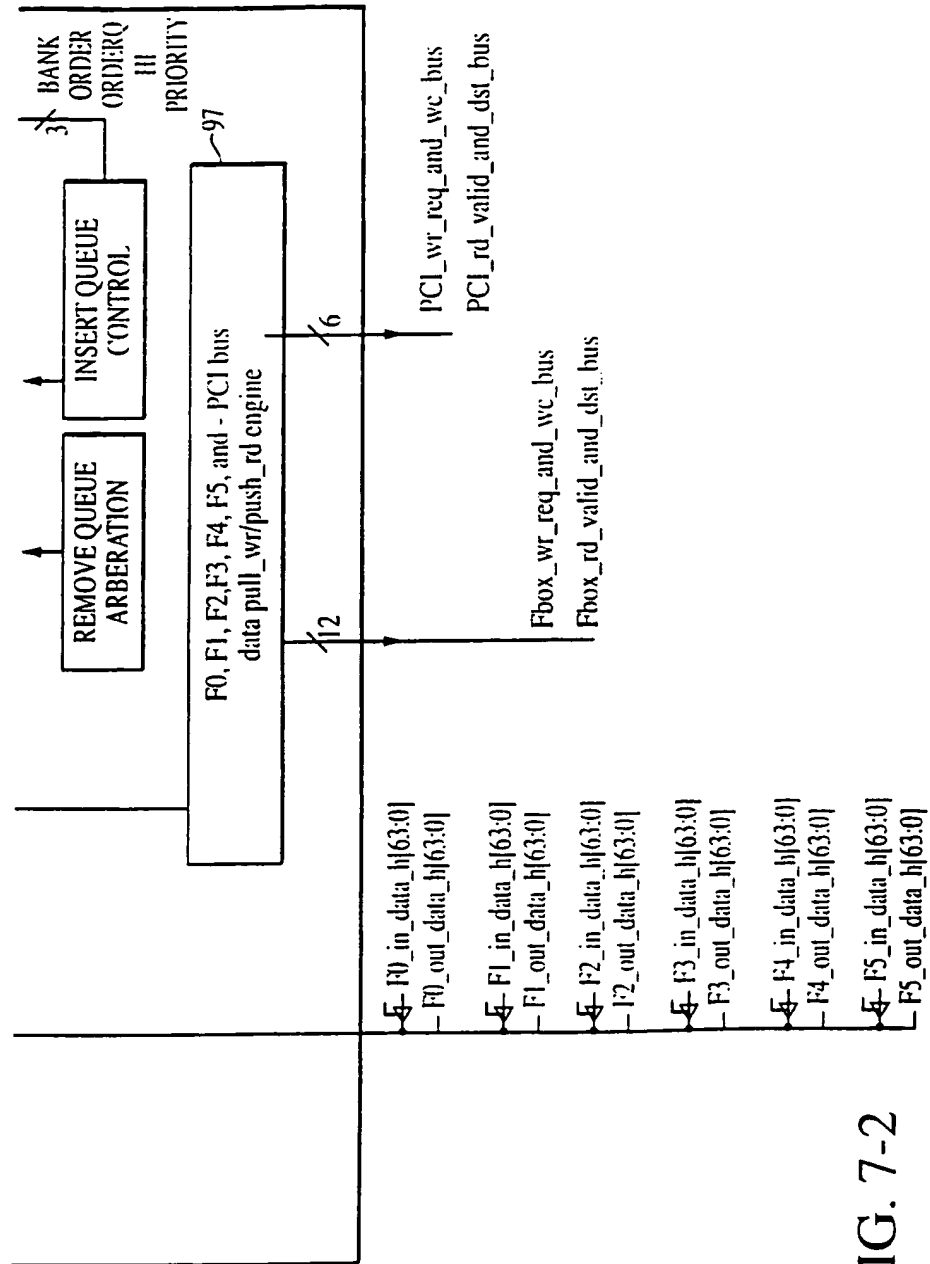 3
BANK
ORDER
ORDERQ
III
PRIORITY
INSERT QUEUE
CONTROL
REMOVE QUEUE
ARBERATION
97
F0, F1, F2,F3, F4, F5, and - PCI bus
data pull_wr/push_rd engine
6
12
PCI_wr_req_and_wc_bus
PCI_rd_valid_and_dst_bus
Fbox_wr_req_and_wc_bus
Fbox_rd_valid_and_dst_bus
F0_in_data_h[63:0]
F0_out_data_h[63:0]
F1_in_data_h[63:0]
F1_out_data_h[63:0]
F2_in_data_h[63:0]
F2_out_data_h[63:0]
F3_in_data_h[63:0]
F3_out_data_h[63:0]
F4_in_data_h[63:0]
F4_out_data_h[63:0]
F5_in_data_h[63:0]
F5_out_data_h[63:0]
IG. 7-2